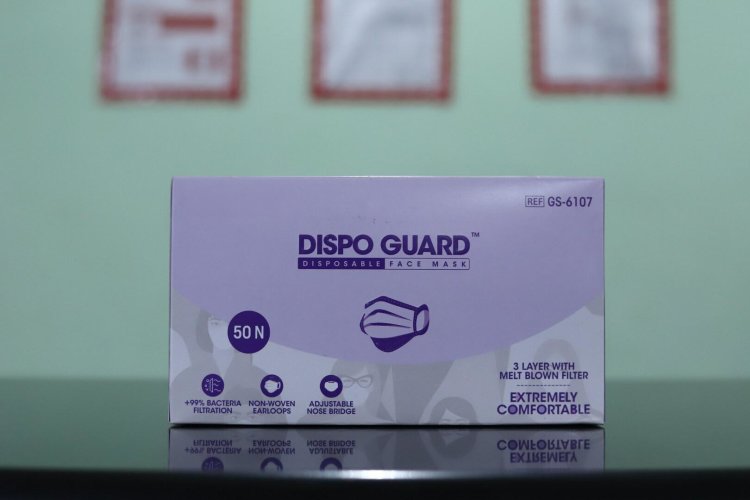 REF GS-6107
DISPO GUARD™
DISPOSABLE FACE MASK
50 N
3 LAYER WITH
MELT BLOWN FILTER
EXTREMELY
COMFORTABLE
+99% BACTERIA
FILTRATION
NON-WOVEN
EARLOOPS
ADJUSTABLE
NOSE BRIDGE